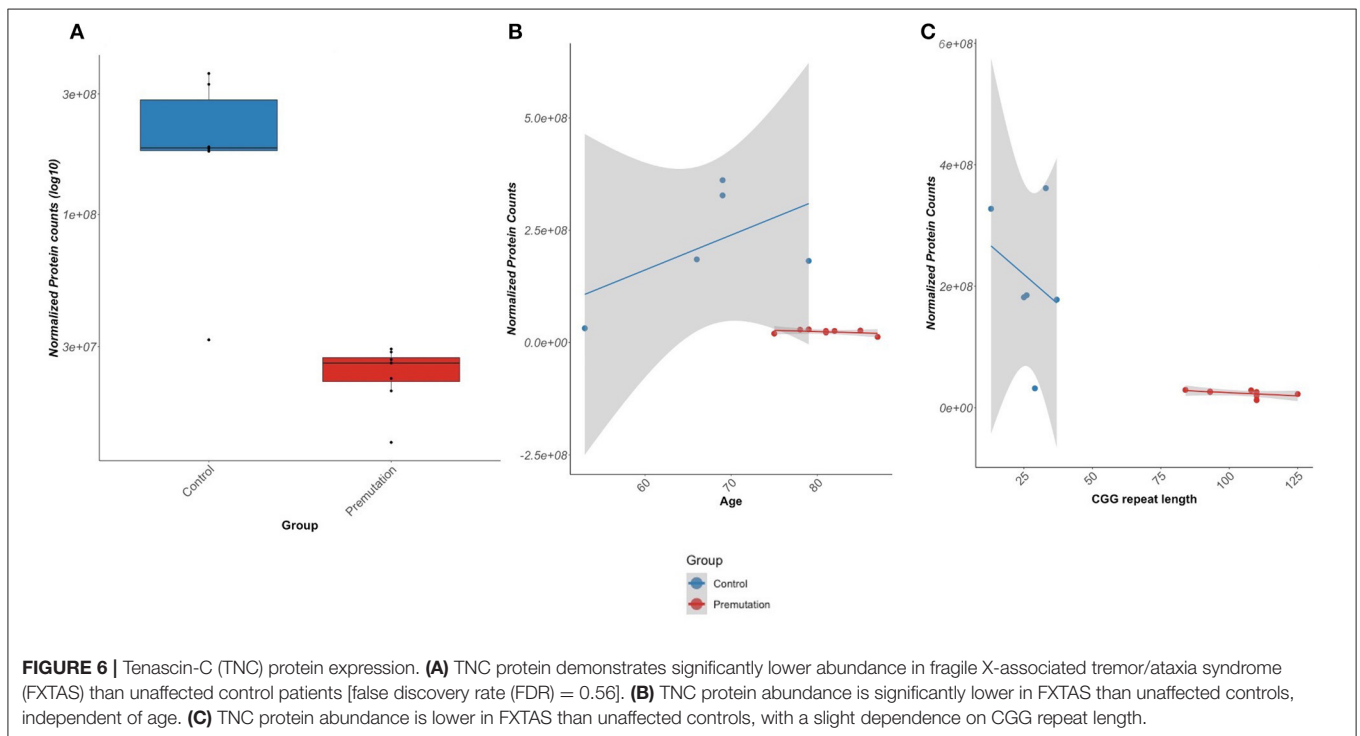 A
B
C
Normalized Protein counts (log10)
3e+08
1e+08
3e+07
Control
Premutation
Group
Normalized Protein Counts
5.0e+08
2.5e+08
0.0e+00
-2.5e+08
60
70
80
Age
Normalized Protein Counts
6e+08
4e+08
2e+08
0e+00
25
50
75
100
125
CGG repeat length
Group
Control
Premutation
FIGURE 6 | Tenascin-C (TNC) protein expression. (A) TNC protein demonstrates significantly lower abundance in fragile X-associated tremor/ataxia syndrome
(FXTAS) than unaffected control patients [false discovery rate (FDR) = 0.56]. (B) TNC protein abundance is significantly lower in FXTAS than unaffected controls,
independent of age. (C) TNC protein abundance is lower in FXTAS than unaffected controls, with a slight dependence on CGG repeat length.